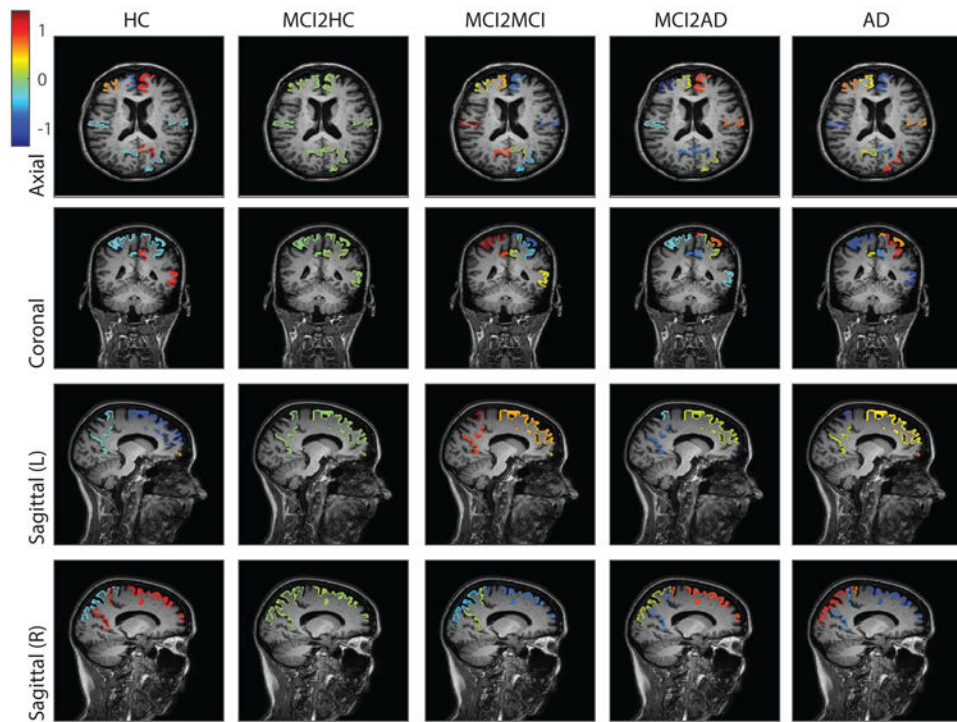 HC MCI2HC MCI2MCI MCI2AD AD
1
0
-1
Axial
Coronal
Sagittal (L)
Sagittal (R)